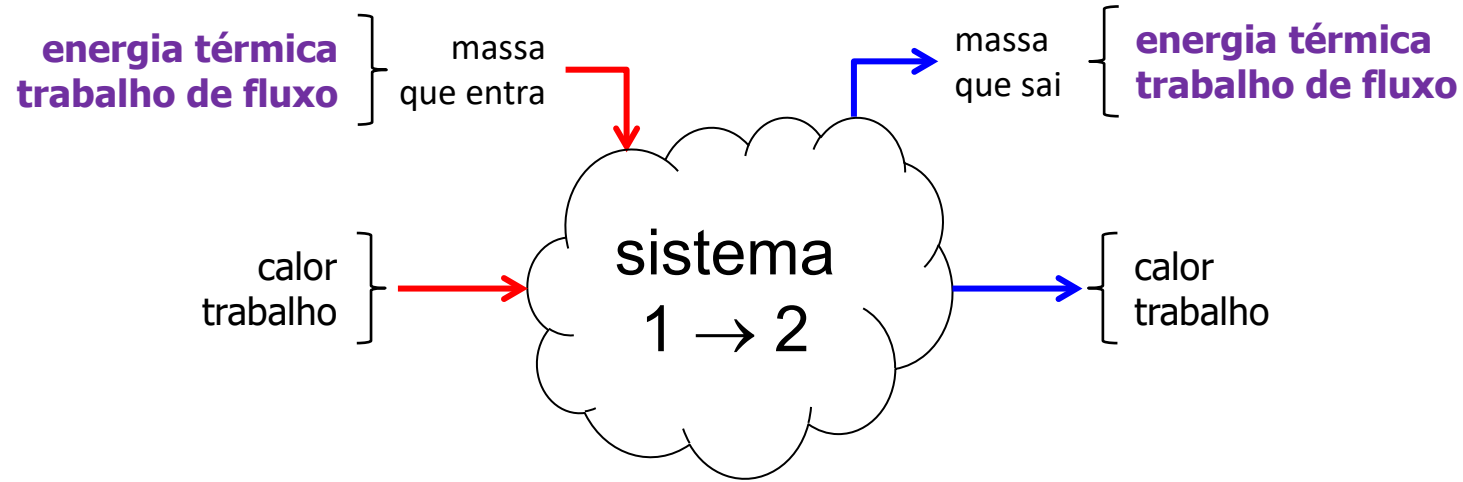 energia térmica
trabalho de fluxo
massa
que entra
massa
que sai
energia térmica
trabalho de fluxo
calor
trabalho
sistema
1 → 2
calor
trabalho